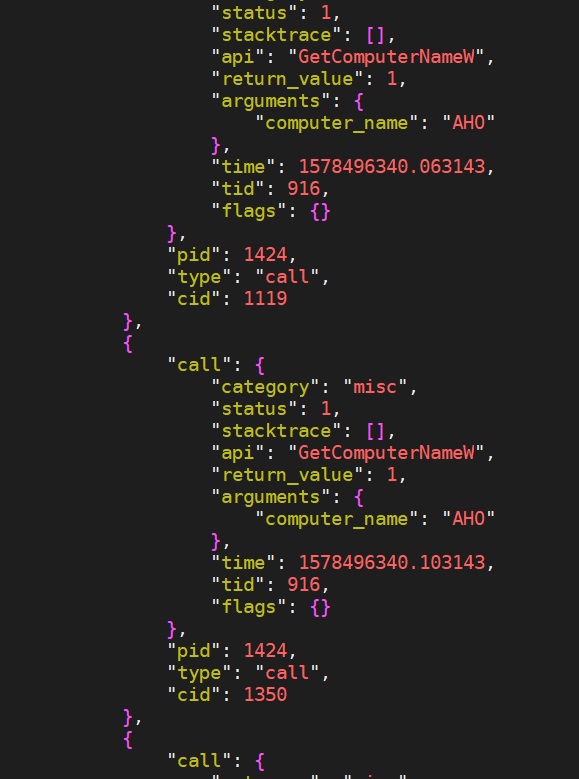 "status": 1,
"stacktrace": [],
"api": "GetComputerNameW",
"return_value": 1,
"arguments": {
"computer_name": "AHO"
},
"time": 1578496340.063143,
"tid": 916,
"flags": {}
},
"pid": 1424,
"type": "call",
"cid": 1119
},
{
"call": {
"category": "misc",
"status": 1,
"stacktrace": [],
"api": "GetComputerNameW",
"return_value": 1,
"arguments": {
"computer_name": "AHO"
},
"time": 1578496340.103143,
"tid": 916,
"flags": {}
},
"pid": 1424,
"type": "call",
"cid": 1350
},
{
"call": {